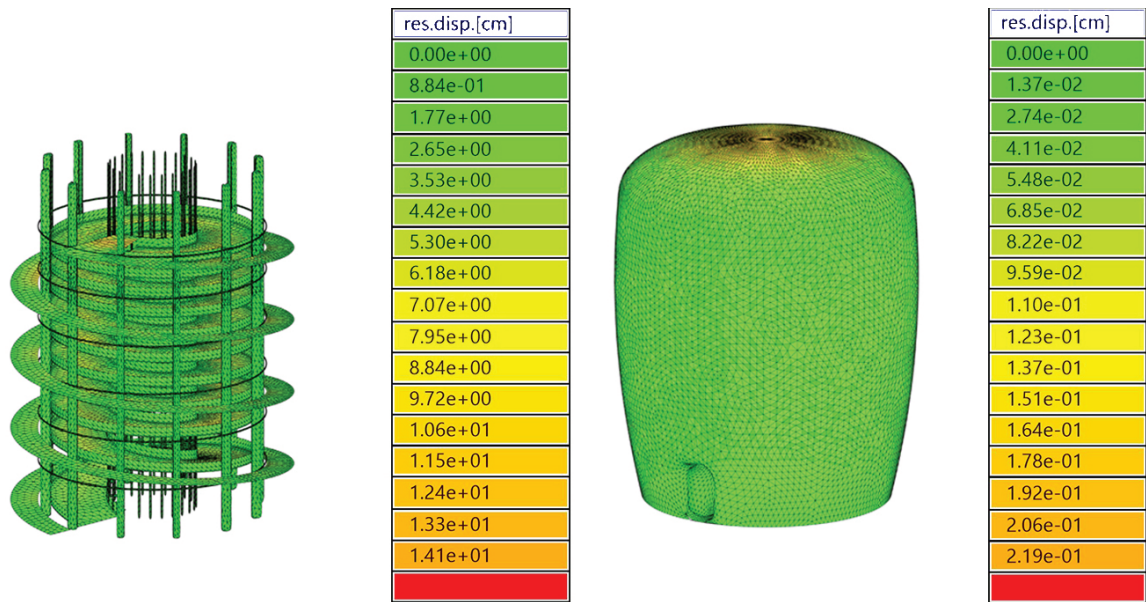 res.disp.[cm]
0.00e+00
8.84e-01
1.77e+00
2.65e+00
3.53e+00
4.42e+00
5.30e+00
6.18e+00
7.07e+00
7.95e+00
8.84e+00
9.72e+00
1.06e+01
1.15e+01
1.24e+01
1.33e+01
1.41e+01
res.disp.[cm]
0.00e+00
1.37e-02
2.74e-02
4.11e-02
5.48e-02
6.85e-02
8.22e-02
9.59e-02
1.10e-01
1.23e-01
1.37e-01
1.51e-01
1.64e-01
1.78e-01
1.92e-01
2.06e-01
2.19e-01